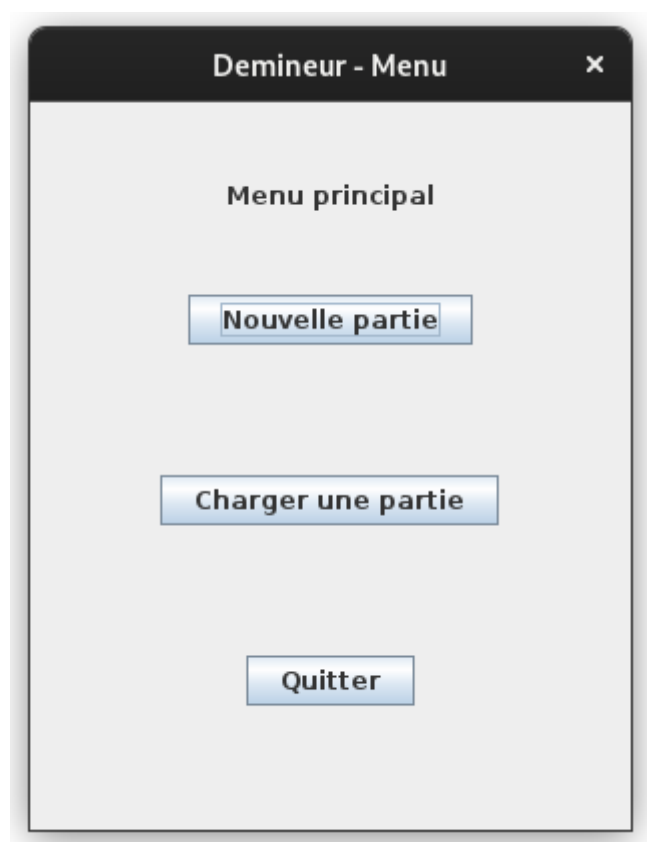 Demineur - Menu ×
Menu principal
Nouvelle partie
Charger une partie
Quitter